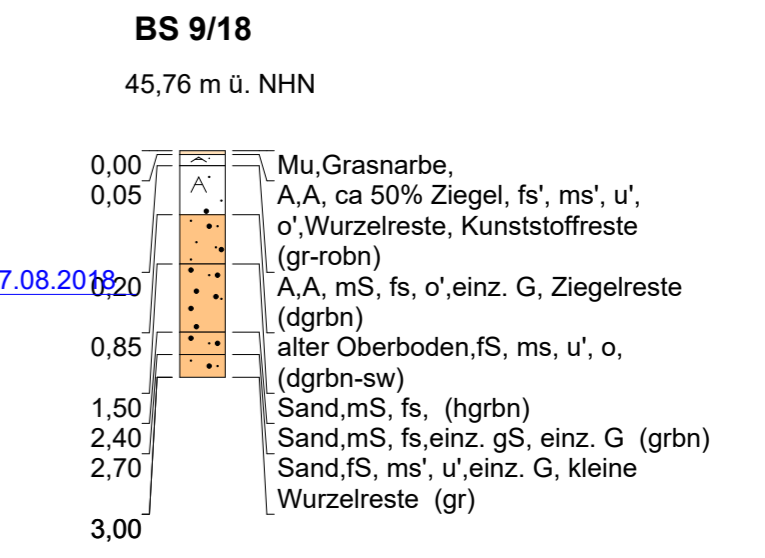 BS 9/18
45,76 m ü. NHN
0,00 Mu,Grasnarbe,
0,05 A,A, ca 50% Ziegel, fs', ms', u',
o',Wurzelreste, Kunststoffreste
(gr-robn)
7.08.2018
0,20 A,A, mS, fs, o',einz. G, Ziegelreste
(dgrbn)
0,85 alter Oberboden,fS, ms, u', o,
(dgrbn-sw)
1,50 Sand,mS, fs, (hgrbn)
2,40 Sand,mS, fs,einz. gS, einz. G (grbn)
2,70 Sand,fS, ms', u',einz. G, kleine
Wurzelreste (gr)
3,00
A
A